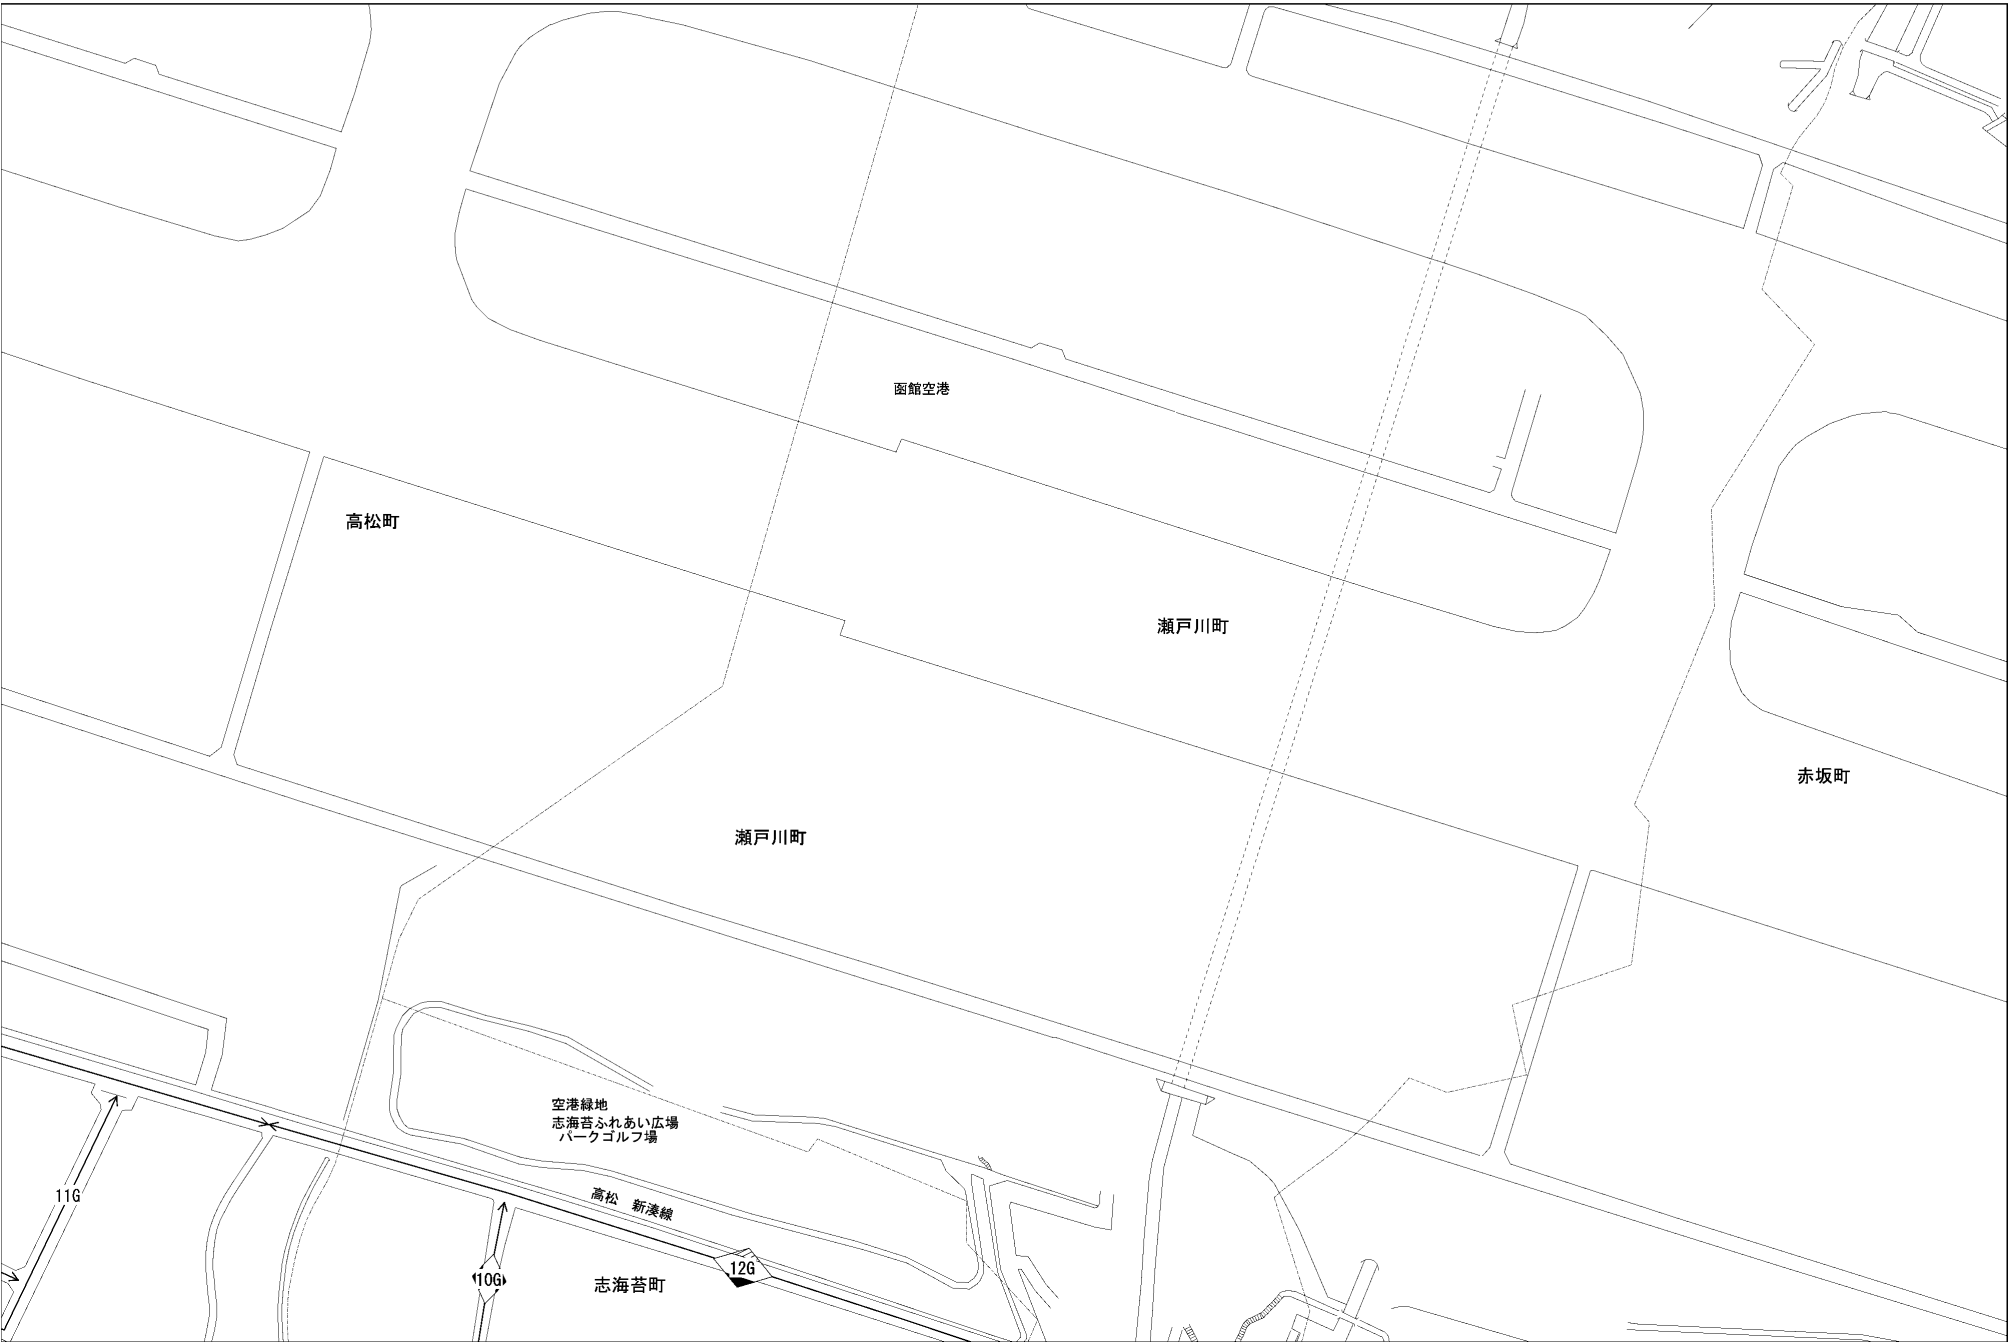 函館空港
高松町
瀬戸川町
赤坂町
瀬戸川町
空港緑地
志海苔ふれあい広場
パークゴルフ場
11G
高松 新湊線
12G
10G
志海苔町